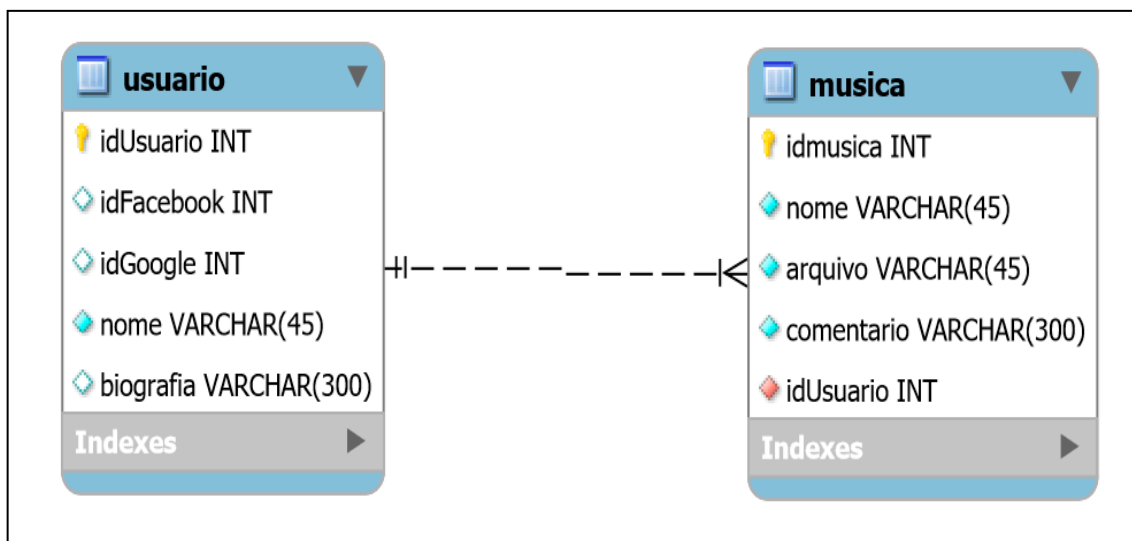 usuario
idUsuario INT
idFacebook INT
idGoogle INT
nome VARCHAR(45)
biografia VARCHAR(300)
Indexes
musica
idmusica INT
nome VARCHAR(45)
arquivo VARCHAR(45)
comentario VARCHAR(300)
idUsuario INT
Indexes